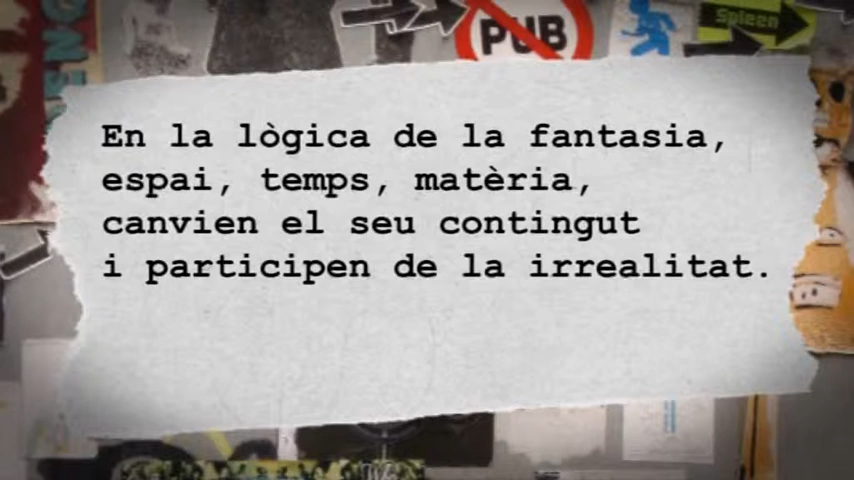 PUB
Spleen
En la lògica de la fantasia,
espai, temps, matèria,
canvien el seu contingut
i participen de la irrealitat.